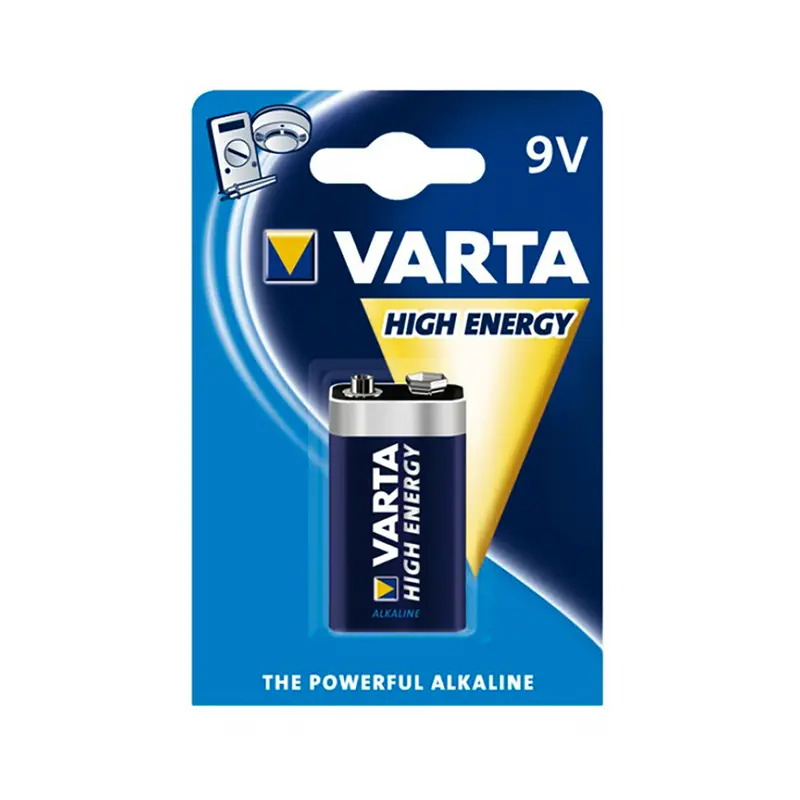 9V
VARTA
HIGH ENERGY
VARTA
HIGH ENERGY
ALKALINE
THE POWERFUL ALKALINE